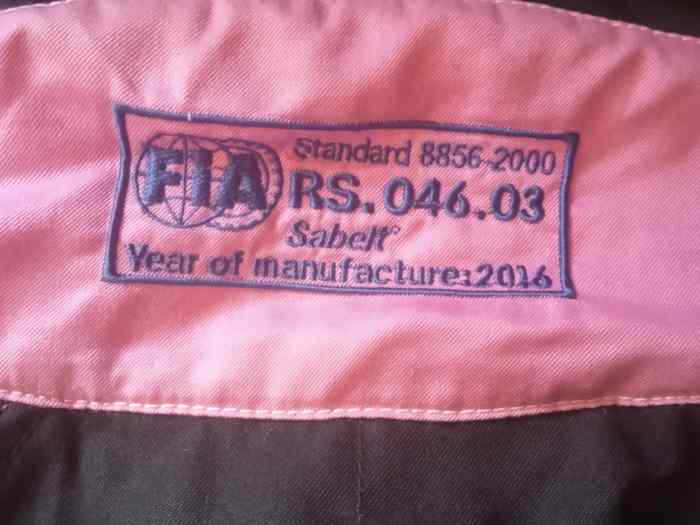 FIA
Standard 8856-2000
RS. 046.03
Sabelt®
Year of manufacture:2016